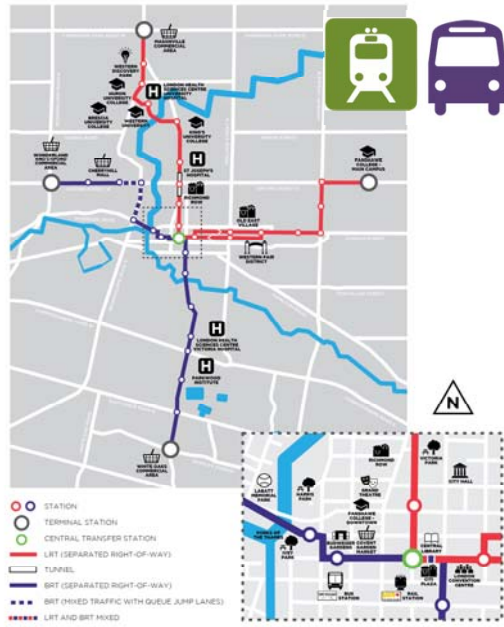 MASONVILLE
COMMERCIAL
AREA
WESTERN
DISCOVERY
PARK
HURON
UNIVERSITY
COLLEGE
LONDON HEALTH
SCIENCES CENTRE
UNIVERSITY
HOSPITAL
BRESCIA
UNIVERSITY
COLLEGE
WESTERN
UNIVERSITY
KING'S
UNIVERSITY
COLLEGE
WONDERLAND
COMMERCIAL
AREA
CHERRYHILL
MALL
H
ST JOSEPH'S
HOSPITAL
RICHMOND
ROW
FANSHAWE
COLLEGE -
MAIN CAMPUS
OLD EAST
VILLAGE
WESTERN FAIR
DISTRICT
H
LONDON HEALTH
SCIENCES CENTRE
VICTORIA HOSPITAL
H
PARKWOOD
INSTITUTE
WHITE OAKS
COMMERCIAL
AREA
N
STATION
TERMINAL STATION
CENTRAL TRANSFER STATION
LRT (SEPARATED RIGHT-OF-WAY)
TUNNEL
BRT (SEPARATED RIGHT-OF-WAY)
BRT (MIXED TRAFFIC WITH QUEUE JUMP LANES)
LRT AND BRT MIXED
RICHMOND
ROW
VICTORIA
PARK
CITY HALL
LABATT
MEMORIAL
PARK
HARRIS
PARK
GRAND
THEATRE
FANSHAWE
COLLEGE -
DOWNTOWN
FORKS OF
THE THAMES
IVEY
PARK
BUDWEISER
GARDENS
COVENT
GARDEN
MARKET
CENTRAL
LIBRARY
BUS
STATION
RAIL
STATION
CITI
PLAZA
LONDON
CONVENTION
CENTRE